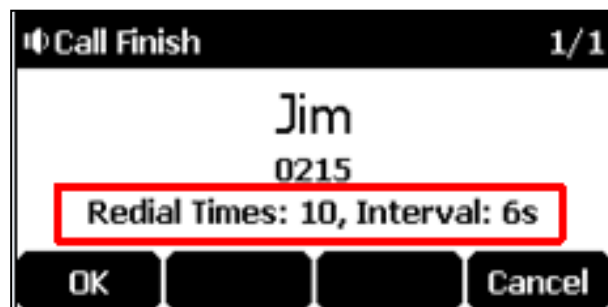 Call Finish 1/1
Jim
0215
Redial Times: 10, Interval: 6s
OK Cancel